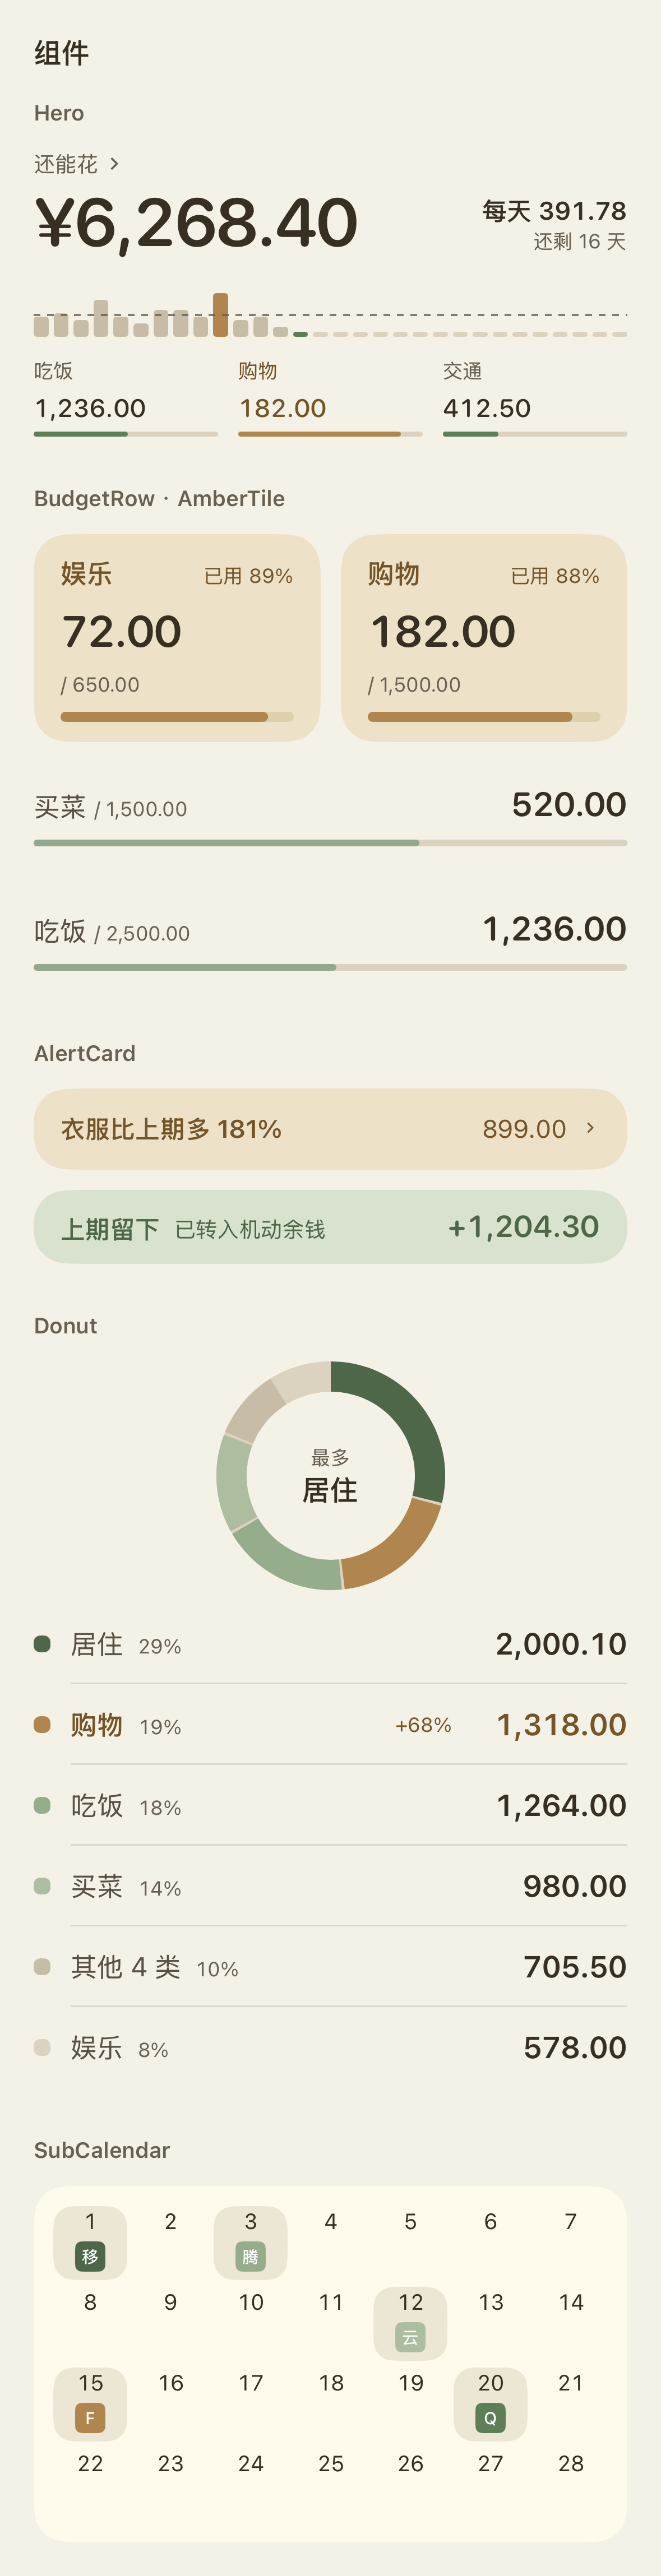 组件
Hero
还能花
¥6,268.40
每天 391.78
还剩 16 天
吃饭 购物 交通
1,236.00 182.00 412.50
BudgetRow · AmberTile
娱乐 已用 89%
72.00
/ 650.00
购物 已用 88%
182.00
/ 1,500.00
买菜 / 1,500.00 520.00
吃饭 / 2,500.00 1,236.00
AlertCard
衣服比上期多 181% 899.00
上期留下 已转入机动余钱 +1,204.30
Donut
最多
居住
居住 29% 2,000.10
购物 19% +68% 1,318.00
吃饭 18% 1,264.00
买菜 14% 980.00
其他 4 类 10% 705.50
娱乐 8% 578.00
SubCalendar
1 2 3 4 5 6 7
移 腾
8 9 10 11 12 13 14
云
15 16 17 18 19 20 21
F Q
22 23 24 25 26 27 28